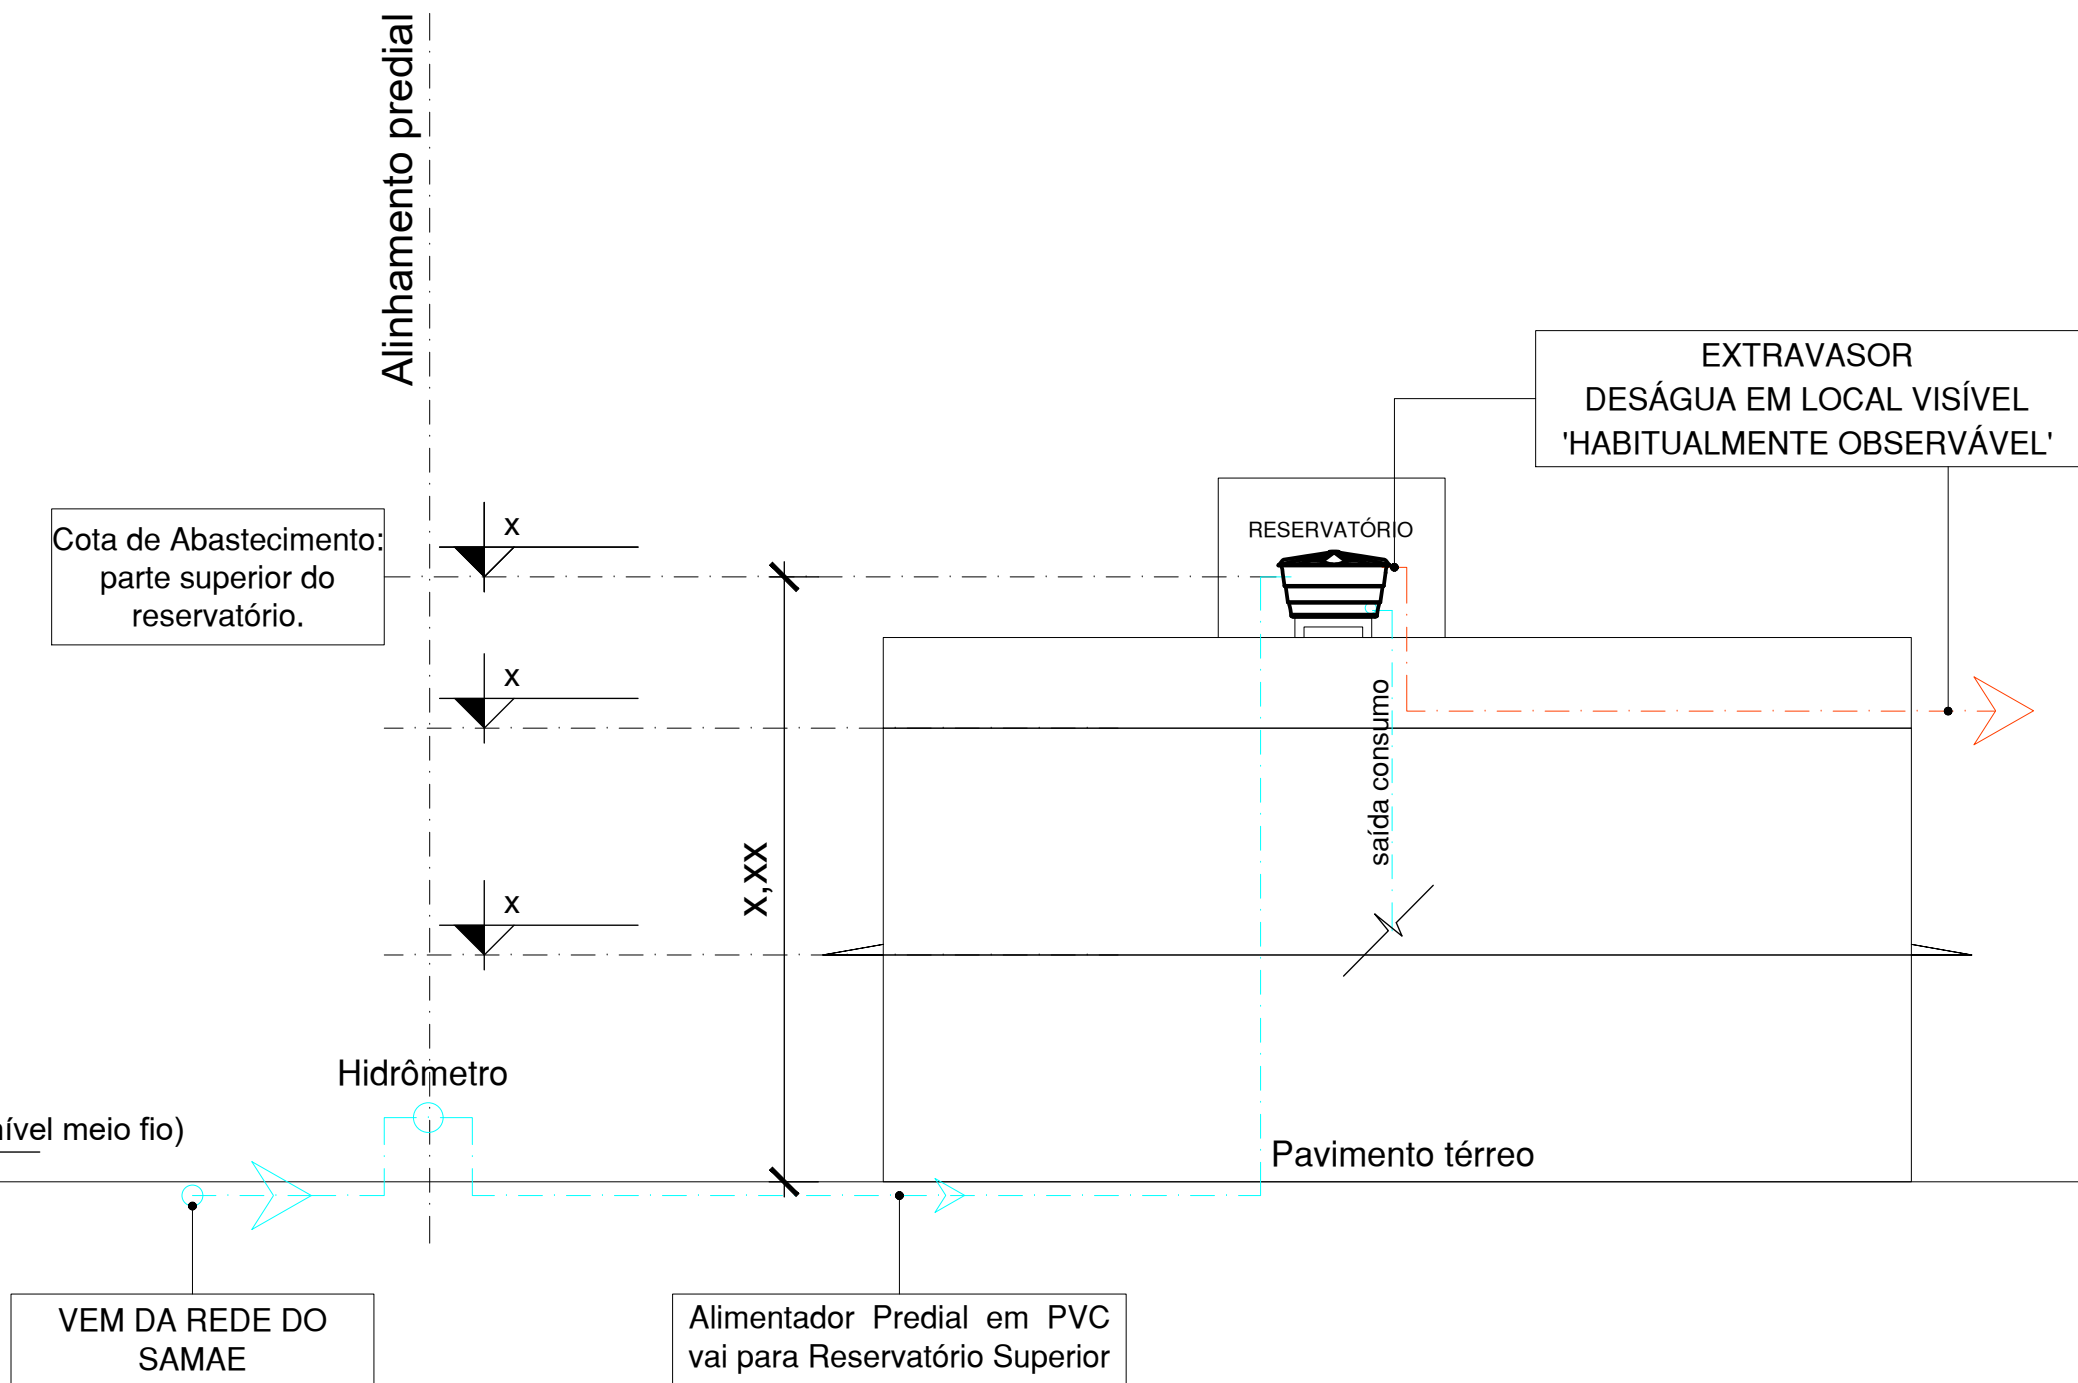 Alinhamento predial
EXTRAVASOR
DESÁGUA EM LOCAL VISÍVEL
'HABITUALMENTE OBSERVÁVEL'
Cota de Abastecimento:
parte superior do
reservatório.
x
RESERVATÓRIO
x
saída consumo
x,xx
x
Hidrômetro
nível meio fio)
Pavimento térreo
VEM DA REDE DO
SAMAE
Alimentador Predial em PVC
vai para Reservatório Superior